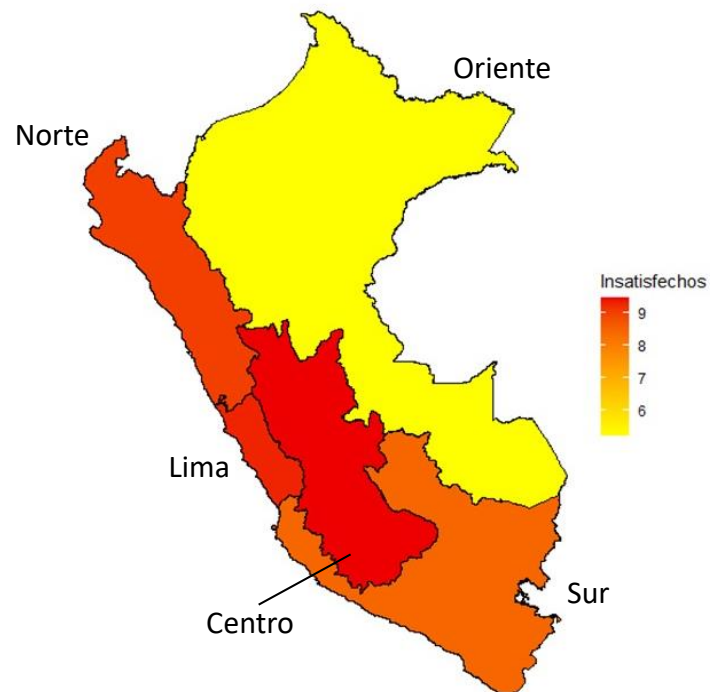 Oriente
Norte
Insatisfechos
9
8
7
6
Lima
Sur
Centro